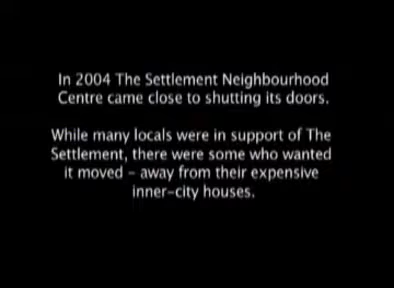 In 2004 The Settlement Neighbourhood
Centre came close to shutting its doors.
While many locals were in support of The
Settlement, there were some who wanted
it moved – away from their expensive
inner-city houses.